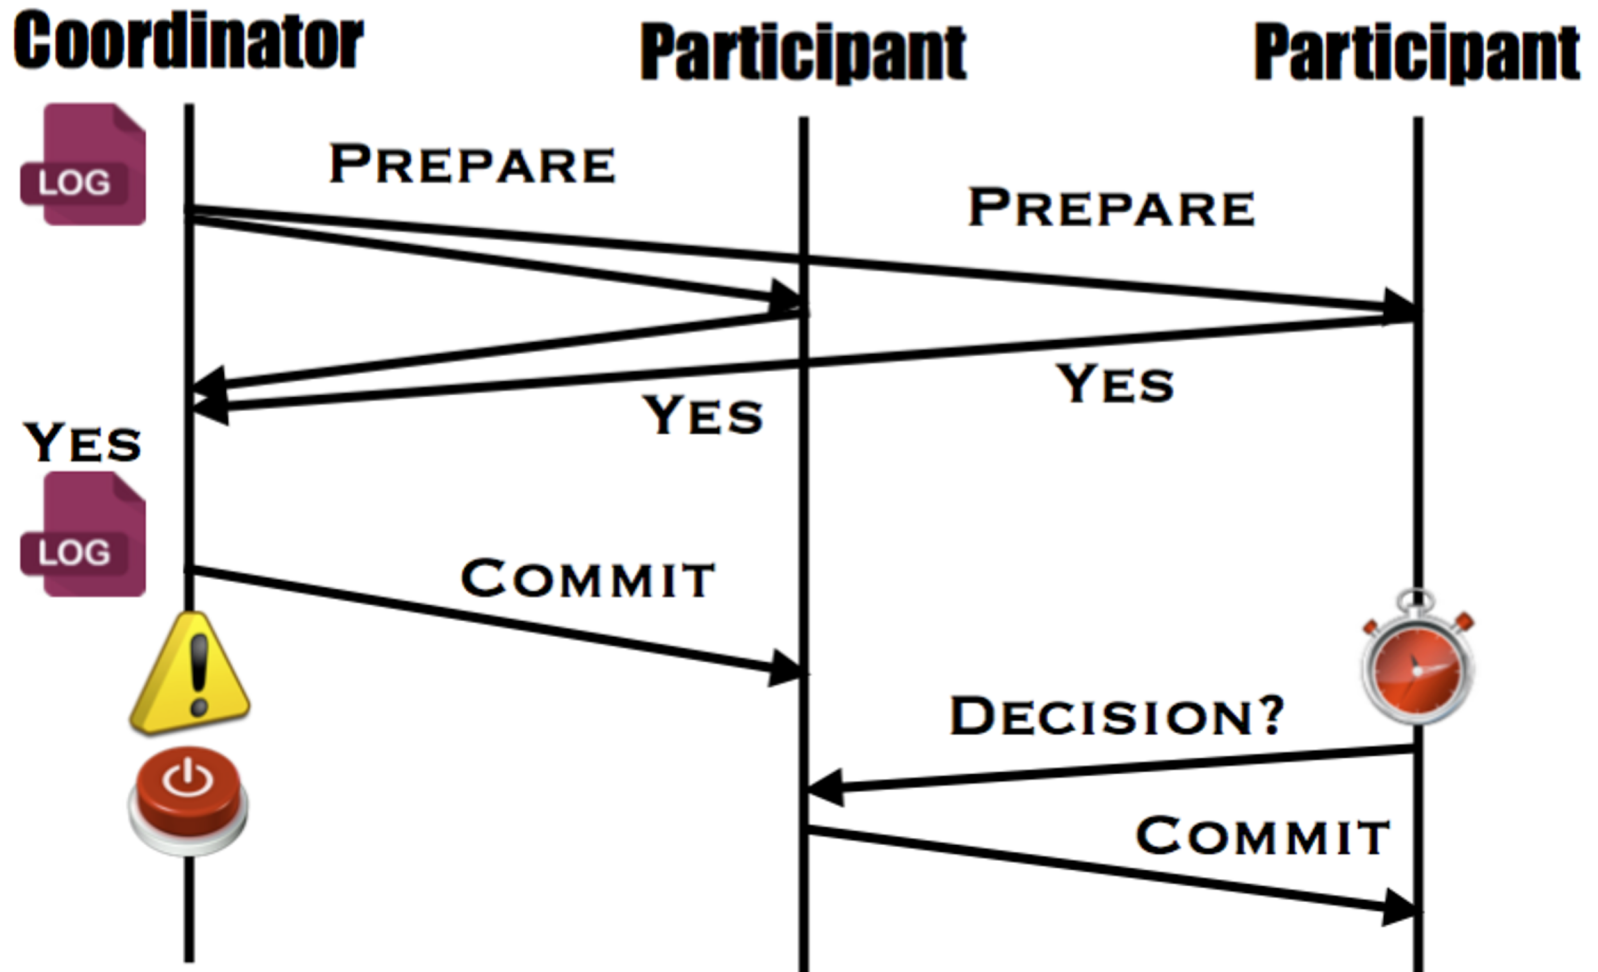 Coordinator
Participant
Participant
LOG
PREPARE
PREPARE
YES
YES
YES
LOG
COMMIT
DECISION?
COMMIT